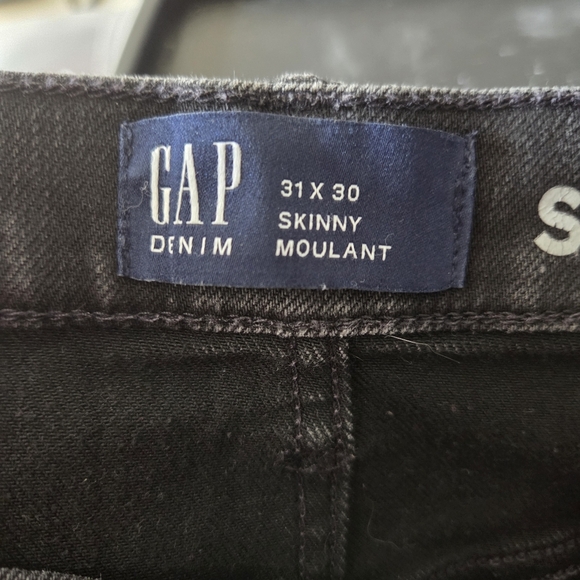 GAP
DENIM
31 X 30
SKINNY
MOULANT
S